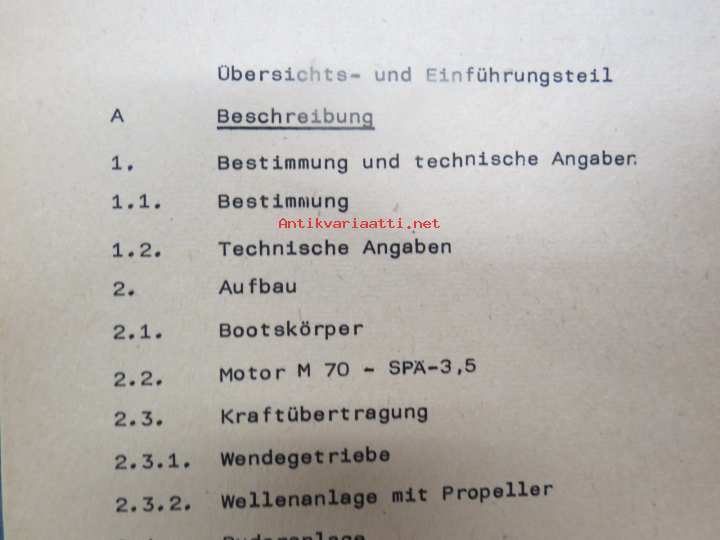 Übersichts- und Einführungsteil
A Beschreibung
1. Bestimmung und technische Angaben
1.1. Bestimmung
Antikvariaatti.net
1.2. Technische Angaben
2. Aufbau
2.1. Bootskörper
2.2. Motor M 70 - SPÄ-3,5
2.3. Kraftübertragung
2.3.1. Wendegetriebe
2.3.2. Wellenanlage mit Propeller